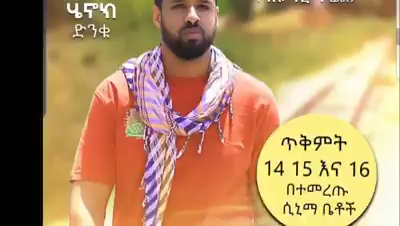 ሄኖክ
ድንቁ
ጥቅምት
14 15 እና 16
በተመረጡ
ሲኒማ ቤቶች